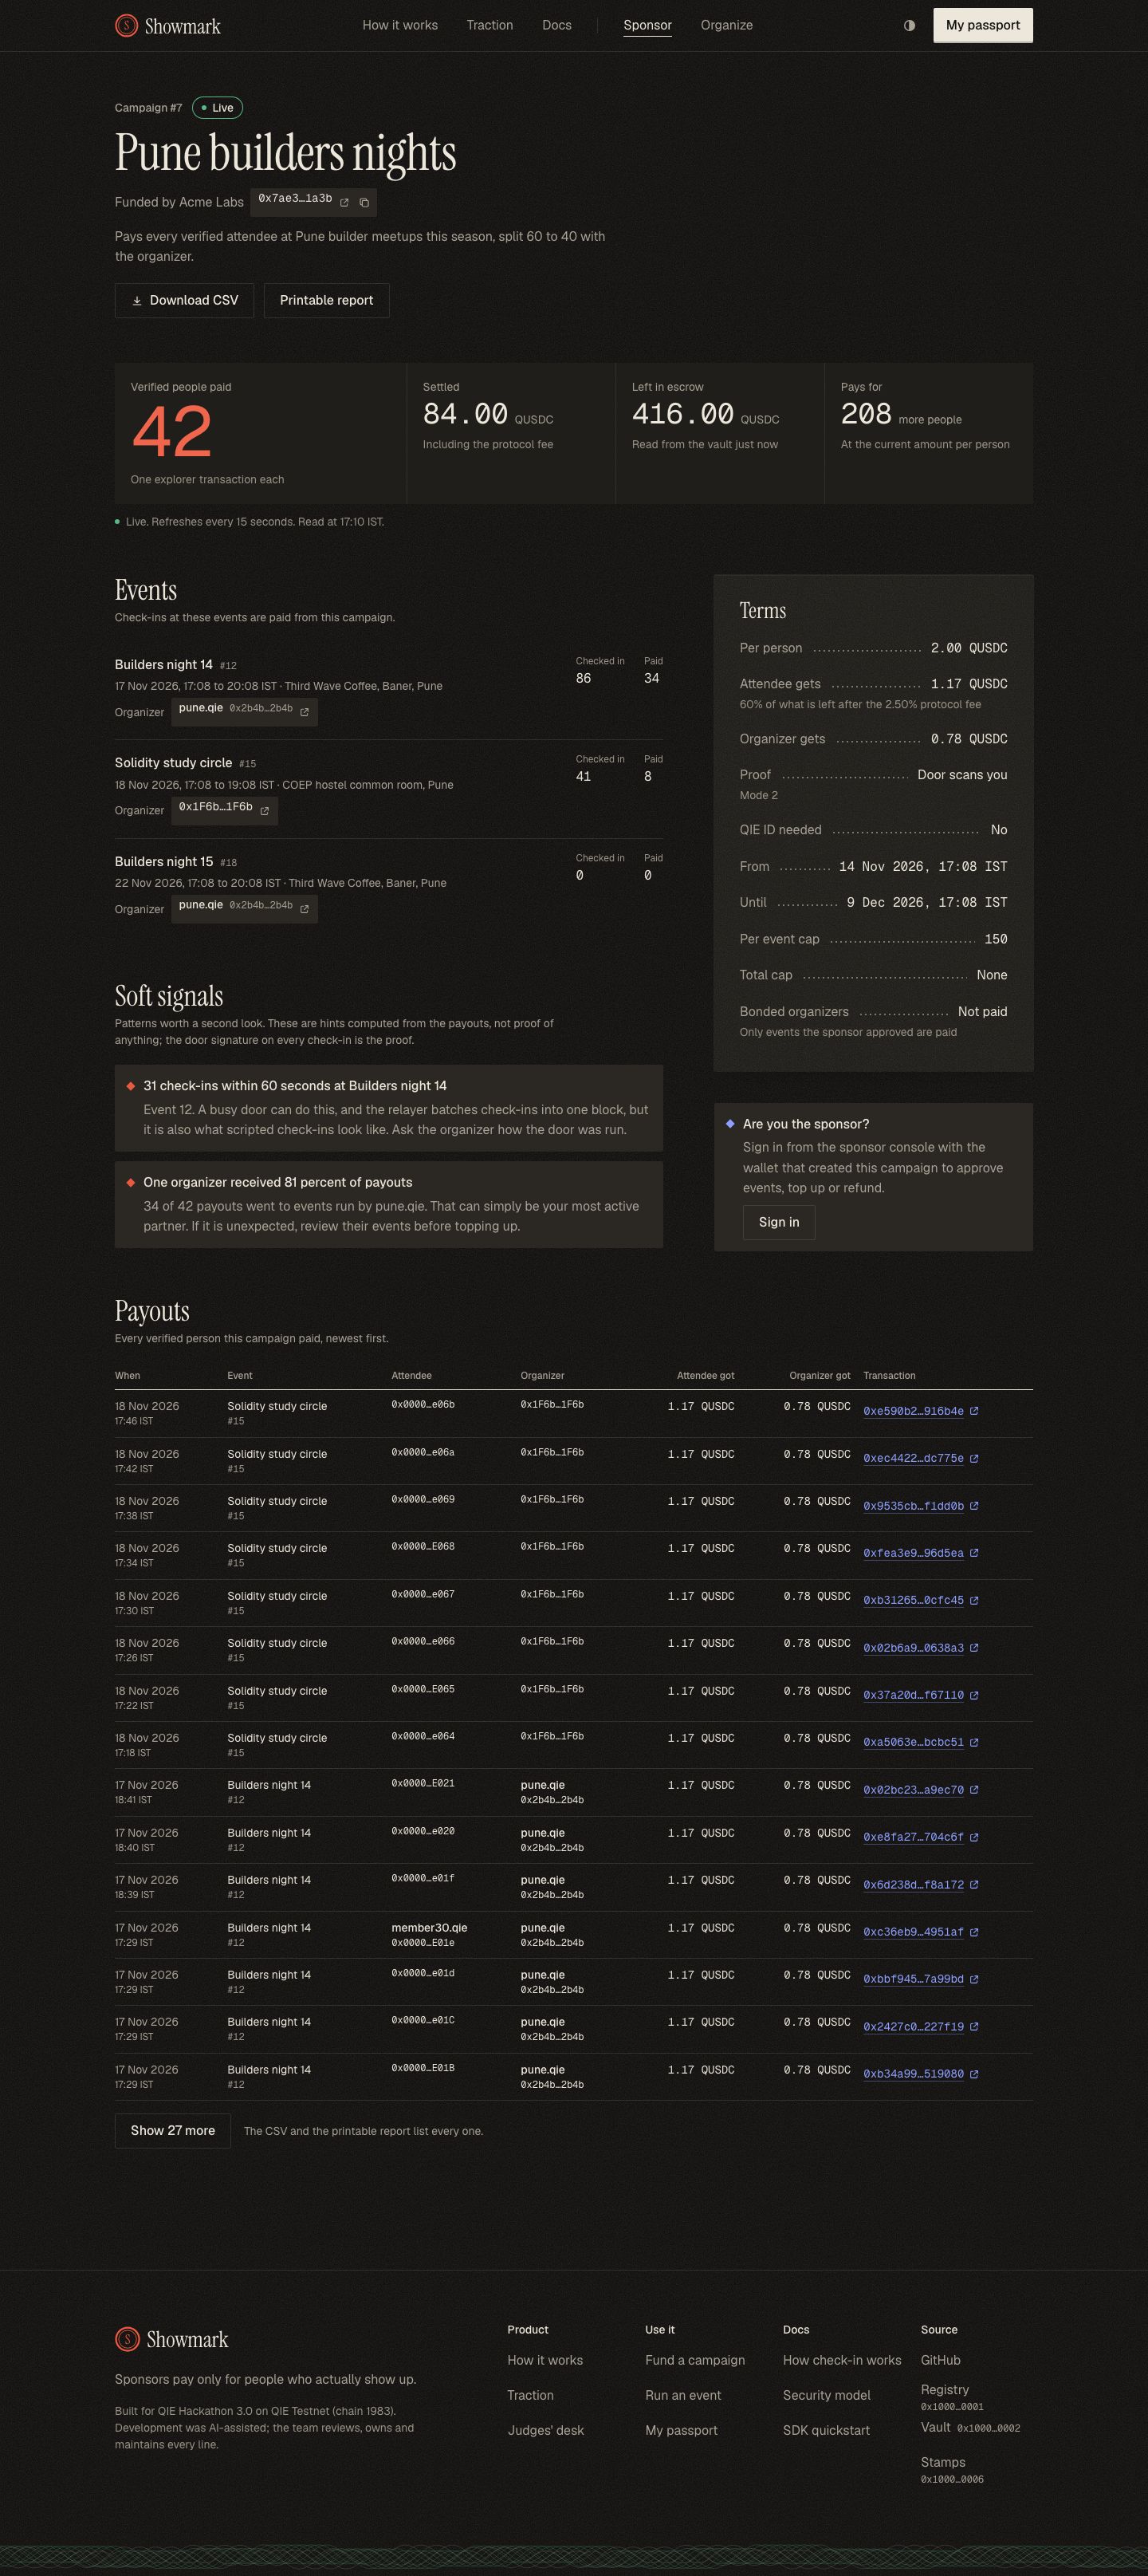 Showmark
How it works
Traction
Docs
Sponsor
Organize
My passport
Campaign #7
Live
Pune builders nights
Funded by Acme Labs 0x7ae3…1a3b
Pays every verified attendee at Pune builder meetups this season, split 60 to 40 with
the organizer.
Download CSV
Printable report
Verified people paid
42
One explorer transaction each
Settled
84.00 QUSDC
Including the protocol fee
Left in escrow
416.00 QUSDC
Read from the vault just now
Pays for
208 more people
At the current amount per person
Live. Refreshes every 15 seconds. Read at 17:10 IST.
Events
Check-ins at these events are paid from this campaign.
Builders night 14 #12
17 Nov 2026, 17:08 to 20:08 IST · Third Wave Coffee, Baner, Pune
Organizer pune.qie 0x2b4b…2b4b
Checked in Paid
86 34
Solidity study circle #15
18 Nov 2026, 17:08 to 19:08 IST · COEP hostel common room, Pune
Organizer 0x1F6b…1F6b
Checked in Paid
41 8
Builders night 15 #18
22 Nov 2026, 17:08 to 20:08 IST · Third Wave Coffee, Baner, Pune
Organizer pune.qie 0x2b4b…2b4b
Checked in Paid
0 0
Soft signals
Patterns worth a second look. These are hints computed from the payouts, not proof of
anything; the door signature on every check-in is the proof.
31 check-ins within 60 seconds at Builders night 14
Event 12. A busy door can do this, and the relayer batches check-ins into one block, but
it is also what scripted check-ins look like. Ask the organizer how the door was run.
One organizer received 81 percent of payouts
34 of 42 payouts went to events run by pune.qie. That can simply be your most active
partner. If it is unexpected, review their events before topping up.
Terms
Per person 2.00 QUSDC
Attendee gets 1.17 QUSDC
60% of what is left after the 2.50% protocol fee
Organizer gets 0.78 QUSDC
Proof Door scans you
Mode 2
QIE ID needed No
From 14 Nov 2026, 17:08 IST
Until 9 Dec 2026, 17:08 IST
Per event cap 150
Total cap None
Bonded organizers Not paid
Only events the sponsor approved are paid
Are you the sponsor?
Sign in from the sponsor console with the
wallet that created this campaign to approve
events, top up or refund.
Sign in
Payouts
Every verified person this campaign paid, newest first.
When Event Attendee Organizer Attendee got Organizer got Transaction
18 Nov 2026 Solidity study circle 0x0000…e06b 0x1F6b…1F6b 1.17 QUSDC 0.78 QUSDC 0xe590b2…916b4e
17:46 IST #15
18 Nov 2026 Solidity study circle 0x0000…e06a 0x1F6b…1F6b 1.17 QUSDC 0.78 QUSDC 0xec4422…dc775e
17:42 IST #15
18 Nov 2026 Solidity study circle 0x0000…e069 0x1F6b…1F6b 1.17 QUSDC 0.78 QUSDC 0x9535cb…f1dd0b
17:38 IST #15
18 Nov 2026 Solidity study circle 0x0000…E068 0x1F6b…1F6b 1.17 QUSDC 0.78 QUSDC 0xfea3e9…96d5ea
17:34 IST #15
18 Nov 2026 Solidity study circle 0x0000…e067 0x1F6b…1F6b 1.17 QUSDC 0.78 QUSDC 0xb31265…0cfc45
17:30 IST #15
18 Nov 2026 Solidity study circle 0x0000…e066 0x1F6b…1F6b 1.17 QUSDC 0.78 QUSDC 0x02b6a9…0638a3
17:26 IST #15
18 Nov 2026 Solidity study circle 0x0000…E065 0x1F6b…1F6b 1.17 QUSDC 0.78 QUSDC 0x37a20d…f67110
17:22 IST #15
18 Nov 2026 Solidity study circle 0x0000…e064 0x1F6b…1F6b 1.17 QUSDC 0.78 QUSDC 0xa5063e…bcbc51
17:18 IST #15
17 Nov 2026 Builders night 14 0x0000…E021 pune.qie 1.17 QUSDC 0.78 QUSDC 0x02bc23…a9ec70
18:41 IST #12 0x2b4b…2b4b
17 Nov 2026 Builders night 14 0x0000…e020 pune.qie 1.17 QUSDC 0.78 QUSDC 0xe8fa27…704c6f
18:40 IST #12 0x2b4b…2b4b
17 Nov 2026 Builders night 14 0x0000…e01f pune.qie 1.17 QUSDC 0.78 QUSDC 0x6d238d…f8a172
18:39 IST #12 0x2b4b…2b4b
17 Nov 2026 Builders night 14 member30.qie pune.qie 1.17 QUSDC 0.78 QUSDC 0xc36eb9…4951af
17:29 IST #12 0x0000…E01e 0x2b4b…2b4b
17 Nov 2026 Builders night 14 0x0000…e01d pune.qie 1.17 QUSDC 0.78 QUSDC 0xbbf945…7a99bd
17:29 IST #12 0x2b4b…2b4b
17 Nov 2026 Builders night 14 0x0000…e01C pune.qie 1.17 QUSDC 0.78 QUSDC 0x2427c0…227f19
17:29 IST #12 0x2b4b…2b4b
17 Nov 2026 Builders night 14 0x0000…E01B pune.qie 1.17 QUSDC 0.78 QUSDC 0xb34a99…519080
17:29 IST #12 0x2b4b…2b4b
Show 27 more
The CSV and the printable report list every one.
Showmark
Sponsors pay only for people who actually show up.
Built for QIE Hackathon 3.0 on QIE Testnet (chain 1983).
Development was AI-assisted; the team reviews, owns and
maintains every line.
Product
How it works
Traction
Judges' desk
Use it
Fund a campaign
Run an event
My passport
Docs
How check-in works
Security model
SDK quickstart
Source
GitHub
Registry
0x1000…0001
Vault 0x1000…0002
Stamps
0x1000…0006